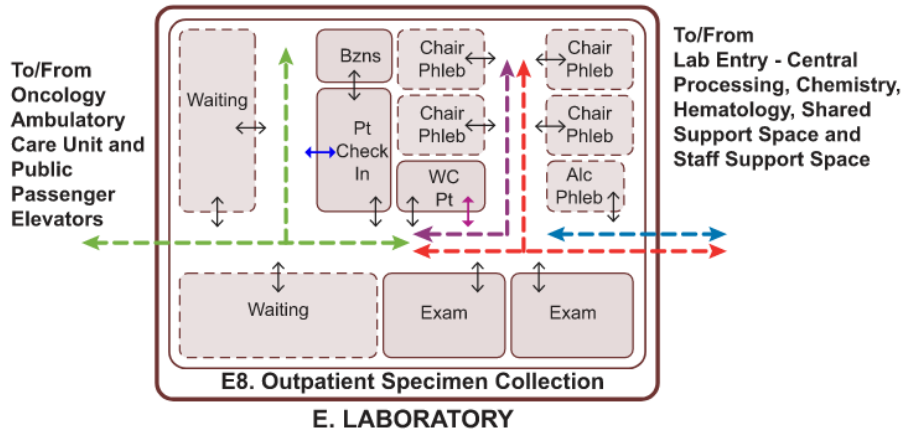 To/From
Oncology
Ambulatory
Care Unit and
Public
Passenger
Elevators
Waiting
Bzns
Pt
Check
In
Chair
Phleb
Chair
Phleb
WC
Pt
Chair
Phleb
Chair
Phleb
Alc
Phleb
Waiting
Exam
Exam
To/From
Lab Entry - Central
Processing, Chemistry,
Hematology, Shared
Support Space and
Staff Support Space
E8. Outpatient Specimen Collection
E. LABORATORY